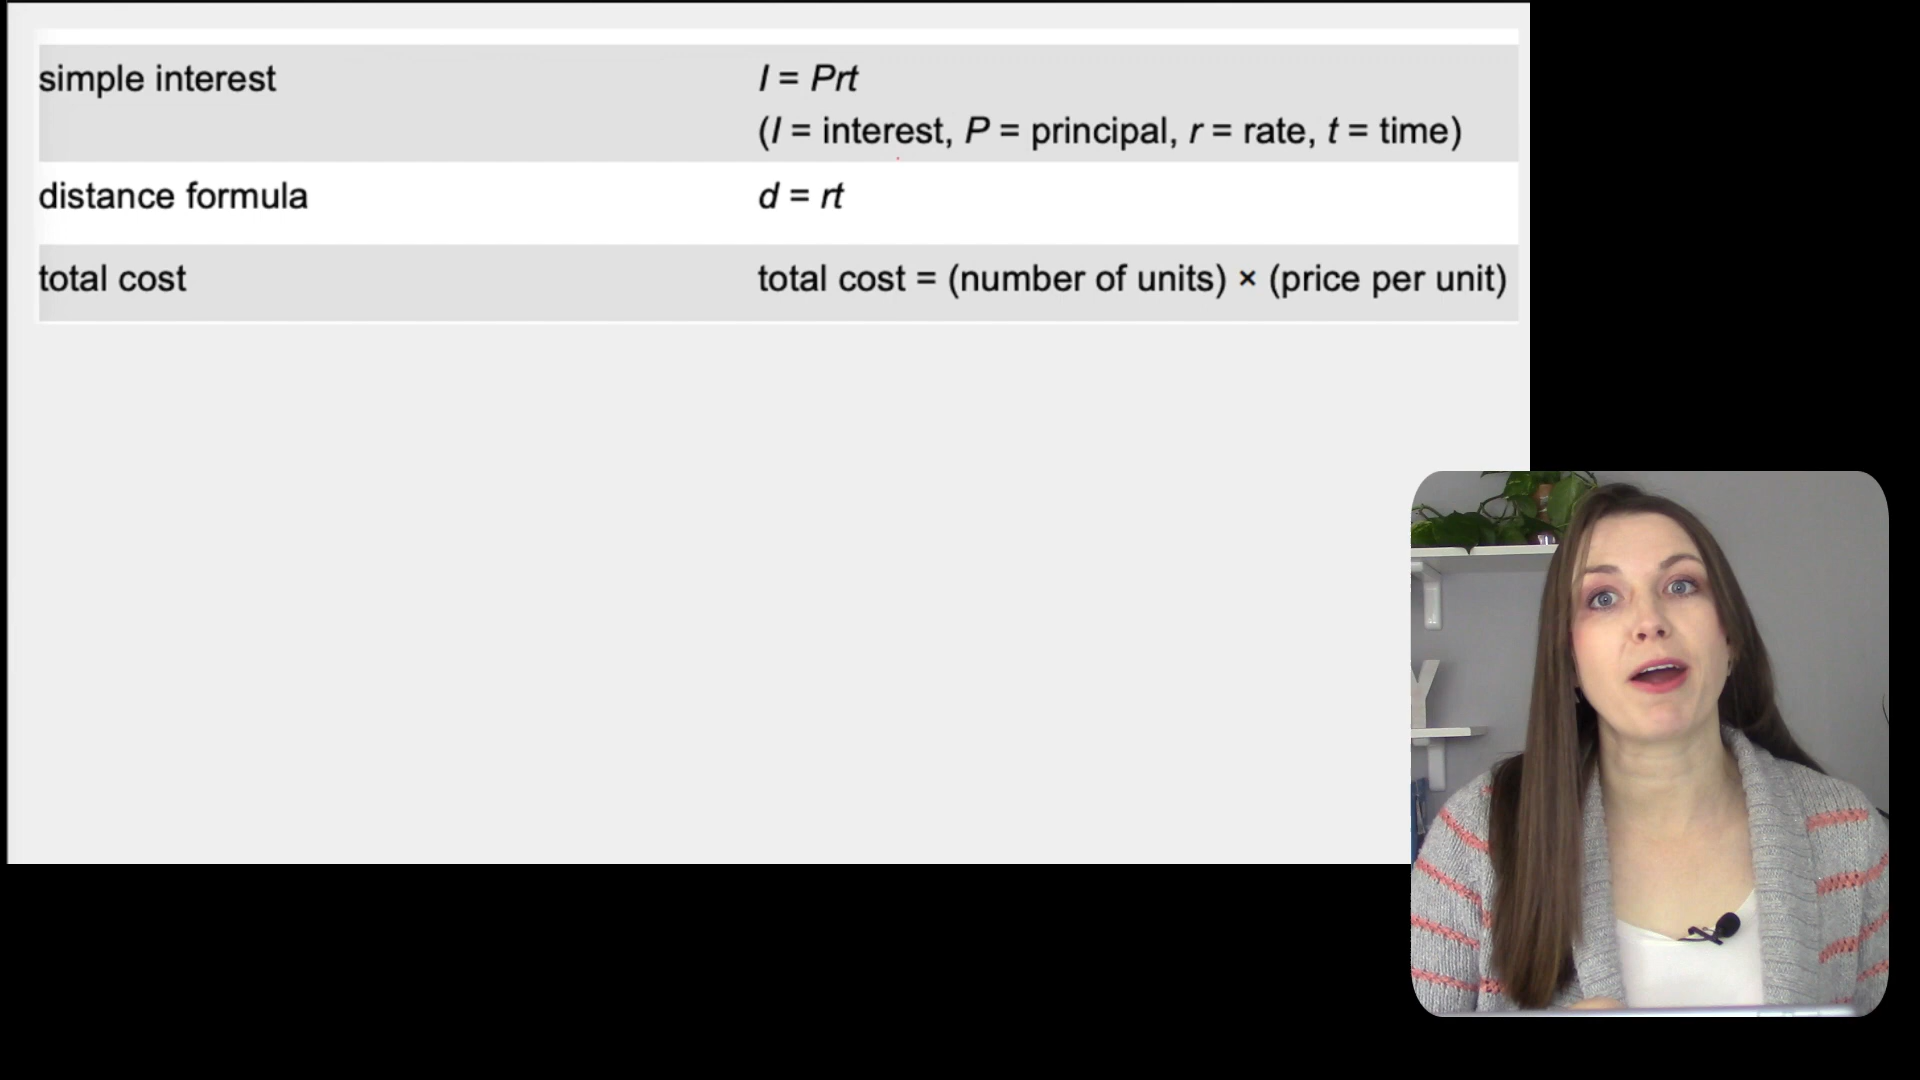 simple interest
I = Prt
(I = interest, P = principal, r = rate, t = time)
distance formula
d = rt
total cost
total cost = (number of units) × (price per unit)
Y